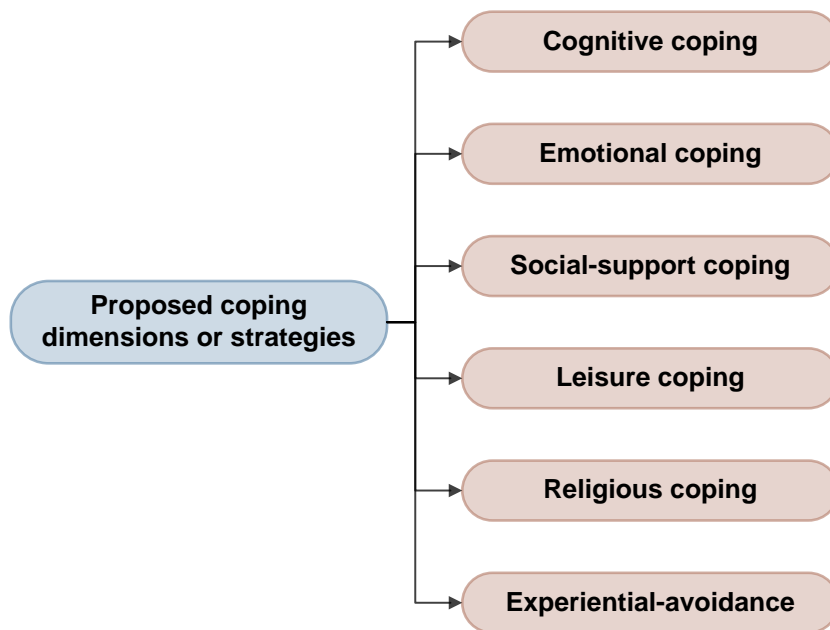 Cognitive coping
Emotional coping
Social-support coping
Proposed coping
dimensions or strategies
Leisure coping
Religious coping
Experiential-avoidance